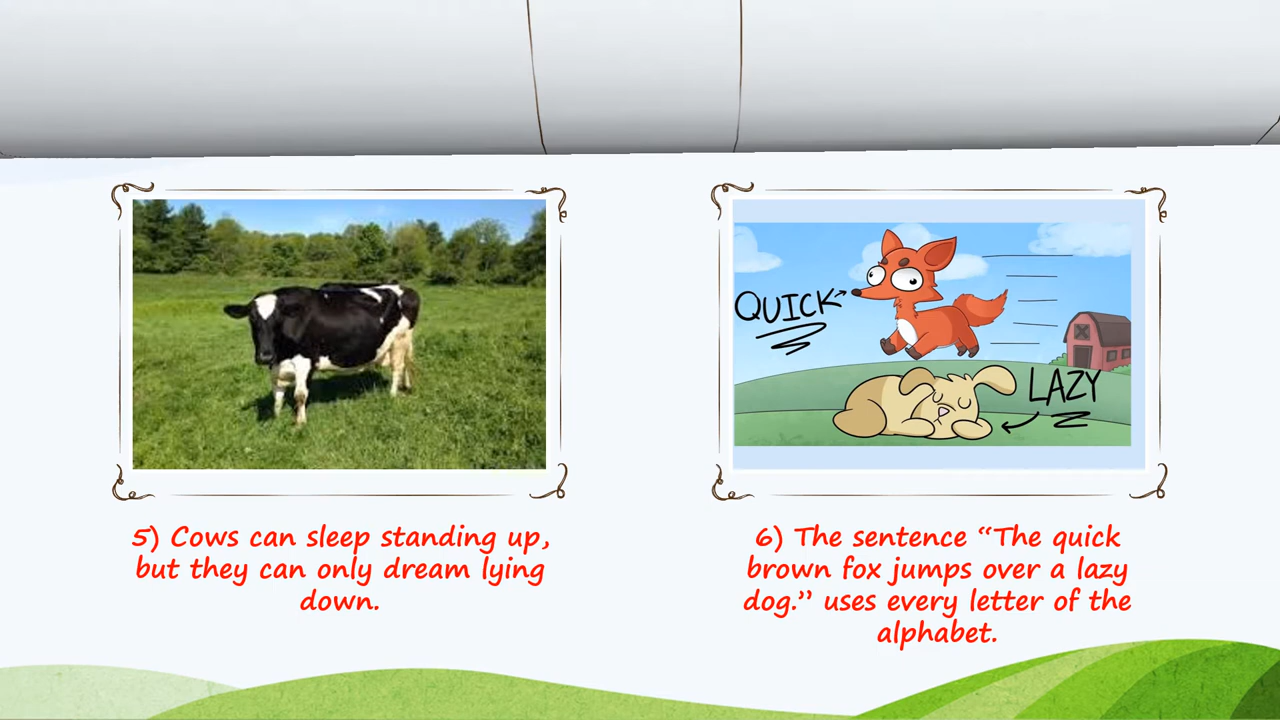 QUICK
LAZY
5) Cows can sleep standing up,
but they can only dream lying
down.
6) The sentence “The quick
brown fox jumps over a lazy
dog.” uses every letter of the
alphabet.